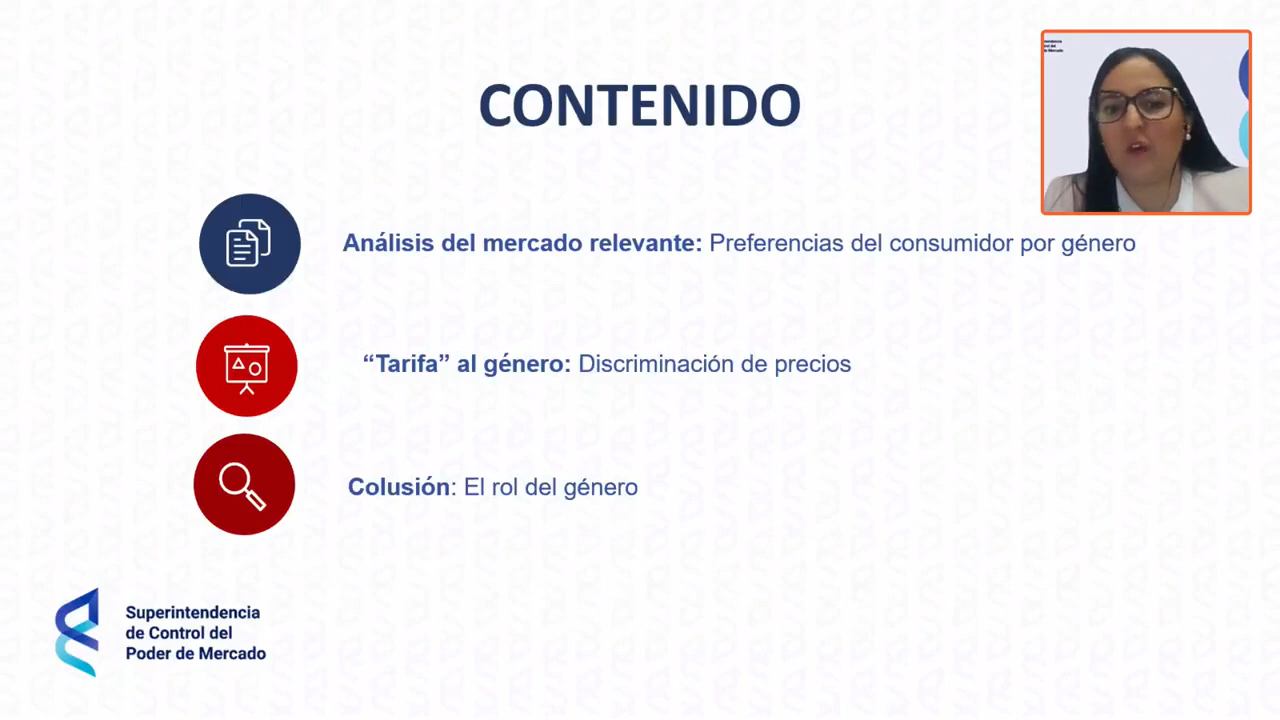 CONTENIDO
Análisis del mercado relevante: Preferencias del consumidor por género
“Tarifa” al género: Discriminación de precios
Colusión: El rol del género
Superintendencia
de Control del
Poder de Mercado